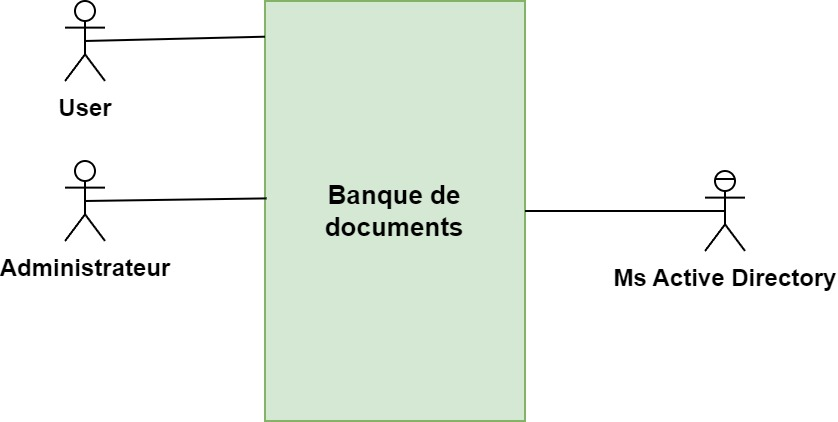 User
Administrateur
Banque de
documents
Ms Active Directory